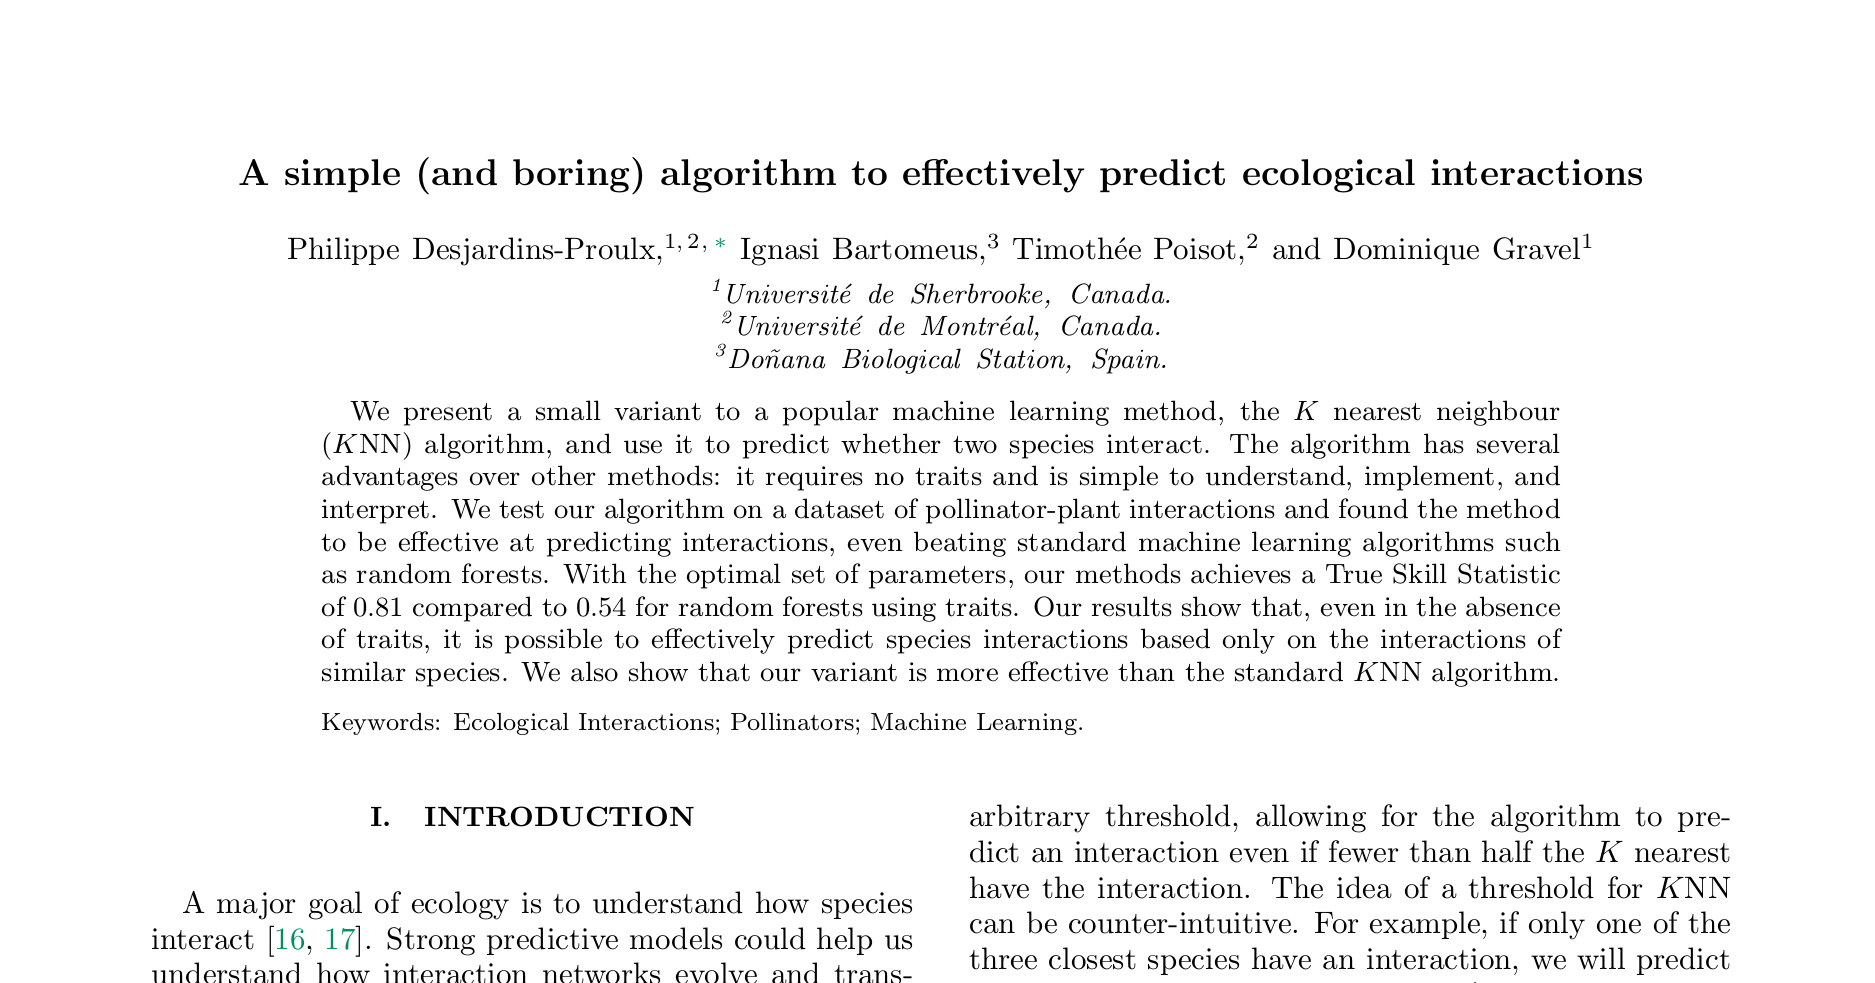 A simple (and boring) algorithm to effectively predict ecological interactions
Philippe Desjardins-Proulx,1, 2, * Ignasi Bartomeus,3 Timothée Poisot,2 and Dominique Gravel1
1Université de Sherbrooke, Canada.
2Université de Montréal, Canada.
3Doñana Biological Station, Spain.
We present a small variant to a popular machine learning method, the K nearest neighbour
(KNN) algorithm, and use it to predict whether two species interact. The algorithm has several
advantages over other methods: it requires no traits and is simple to understand, implement, and
interpret. We test our algorithm on a dataset of pollinator-plant interactions and found the method
to be effective at predicting interactions, even beating standard machine learning algorithms such
as random forests. With the optimal set of parameters, our methods achieves a True Skill Statistic
of 0.81 compared to 0.54 for random forests using traits. Our results show that, even in the absence
of traits, it is possible to effectively predict species interactions based only on the interactions of
similar species. We also show that our variant is more effective than the standard KNN algorithm.
Keywords: Ecological Interactions; Pollinators; Machine Learning.
I. INTRODUCTION
A major goal of ecology is to understand how species
interact [16, 17]. Strong predictive models could help us
understand how interaction networks evolve and trans-
arbitrary threshold, allowing for the algorithm to pre-
dict an interaction even if fewer than half the K nearest
have the interaction. The idea of a threshold for KNN
can be counter-intuitive. For example, if only one of the
three closest species have an interaction, we will predict